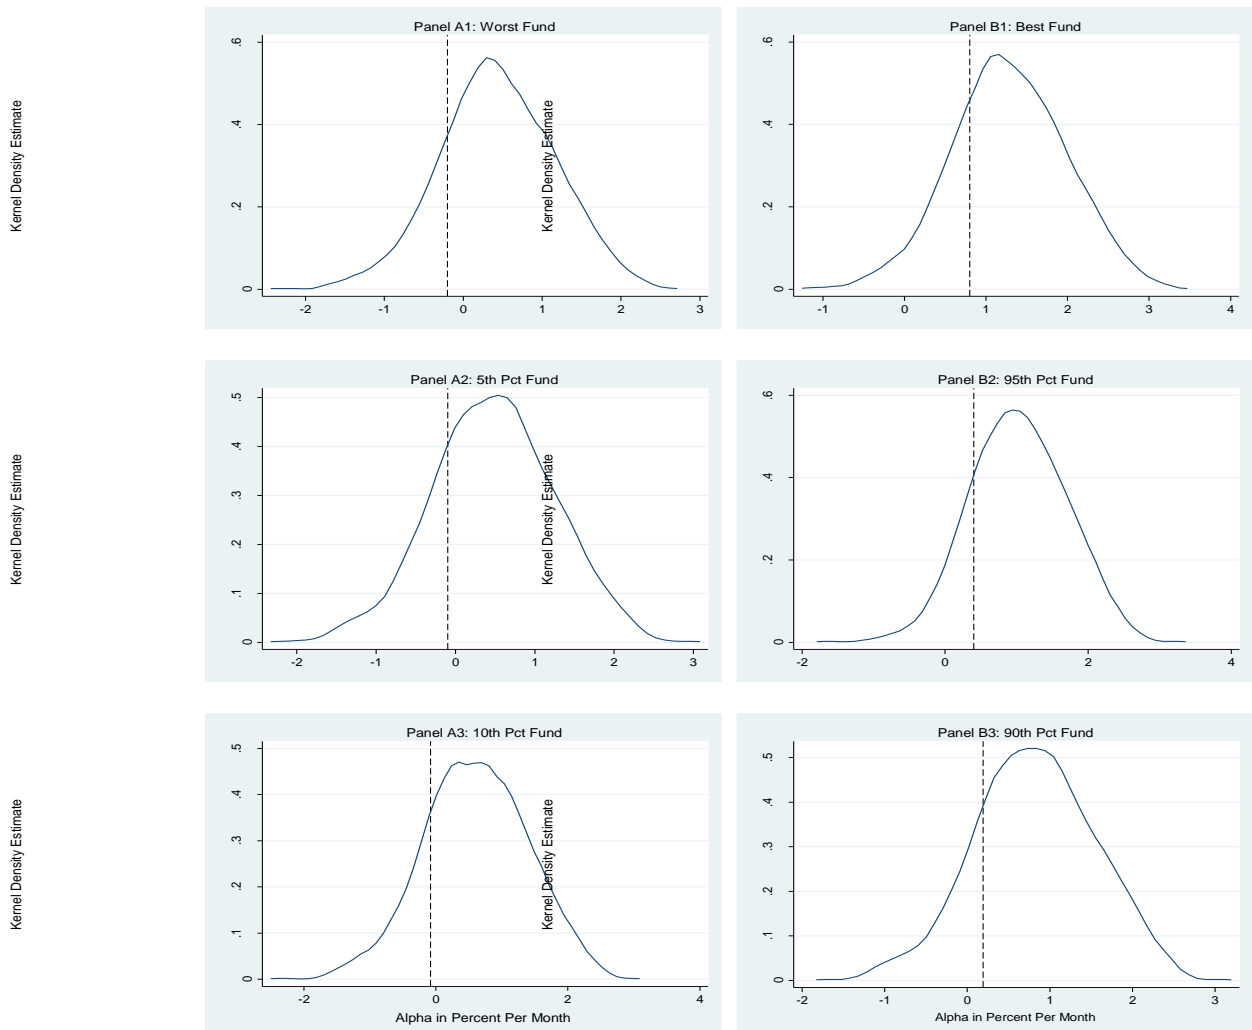 Panel A1: Worst Fund
Kernel Density Estimate
0 .2 .4 .6
-2 -1 0 1 2 3
Panel B1: Best Fund
Kernel Density Estimate
0 .2 .4 .6
-1 0 1 2 3 4
Panel A2: 5th Pct Fund
Kernel Density Estimate
0 .1 .2 .3 .4 .5
-2 -1 0 1 2 3
Panel B2: 95th Pct Fund
Kernel Density Estimate
0 .2 .4 .6
-2 0 2 4
Panel A3: 10th Pct Fund
Kernel Density Estimate
0 .1 .2 .3 .4 .5
-2 0 2 4
Alpha in Percent Per Month
Panel B3: 90th Pct Fund
Kernel Density Estimate
0 .1 .2 .3 .4 .5
-2 -1 0 1 2 3
Alpha in Percent Per Month